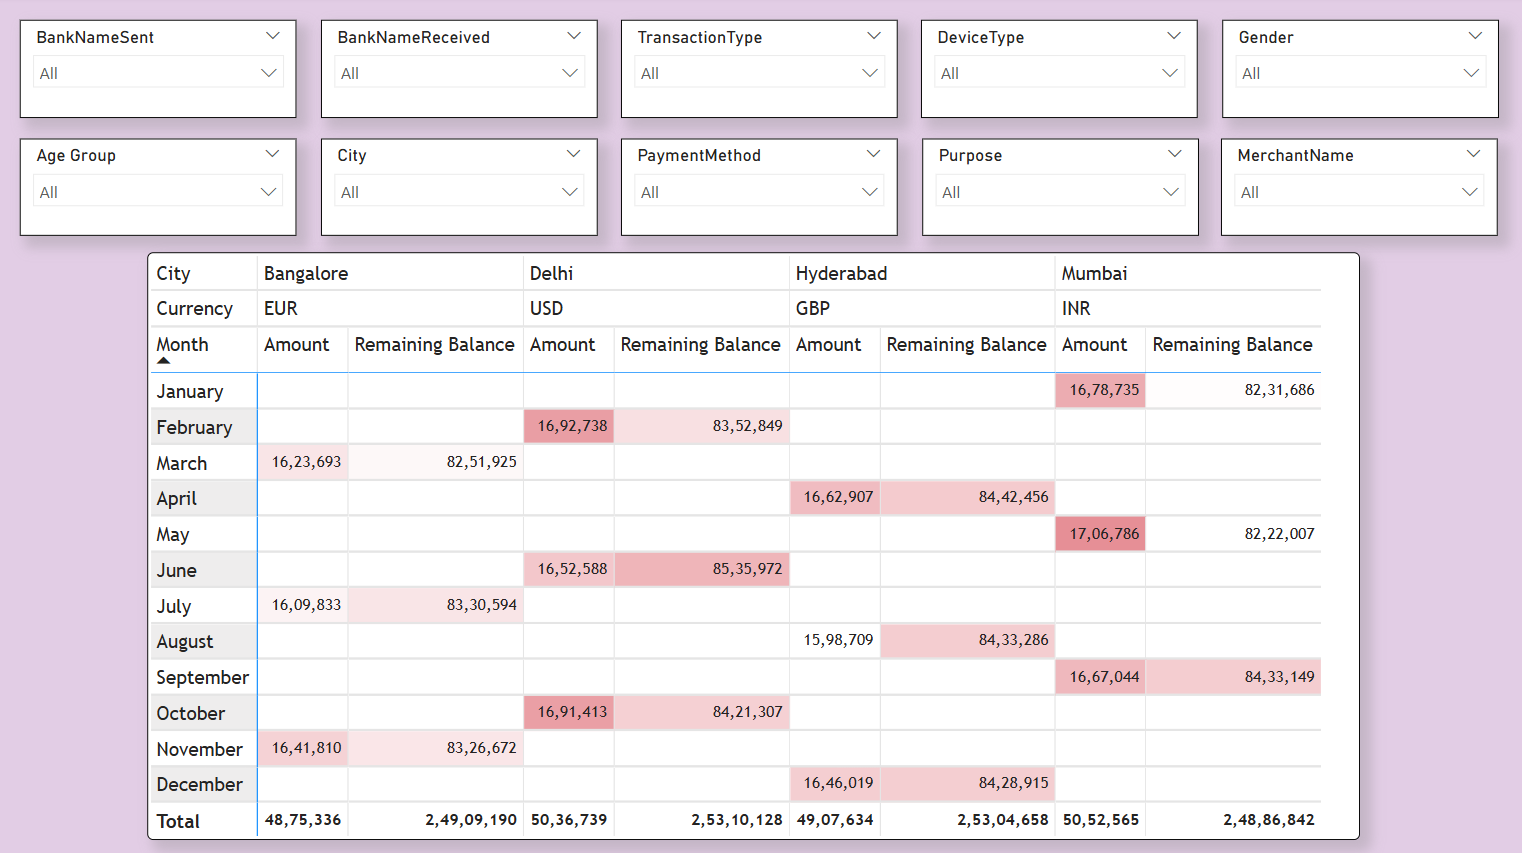 BankNameSent BankNameReceived TransactionType DeviceType Gender
All All All All All
Age Group City PaymentMethod Purpose MerchantName
All All All All All
City Bangalore Delhi Hyderabad Mumbai
Currency EUR USD GBP INR
Month Amount Remaining Balance Amount Remaining Balance Amount Remaining Balance Amount Remaining Balance
January 16,78,735 82,31,686
February 16,92,738 83,52,849
March 16,23,693 82,51,925
April 16,62,907 84,42,456
May 17,06,786 82,22,007
June 16,52,588 85,35,972
July 16,09,833 83,30,594
August 15,98,709 84,33,286
September 16,67,044 84,33,149
October 16,91,413 84,21,307
November 16,41,810 83,26,672
December 16,46,019 84,28,915
Total 48,75,336 2,49,09,190 50,36,739 2,53,10,128 49,07,634 2,53,04,658 50,52,565 2,48,86,842